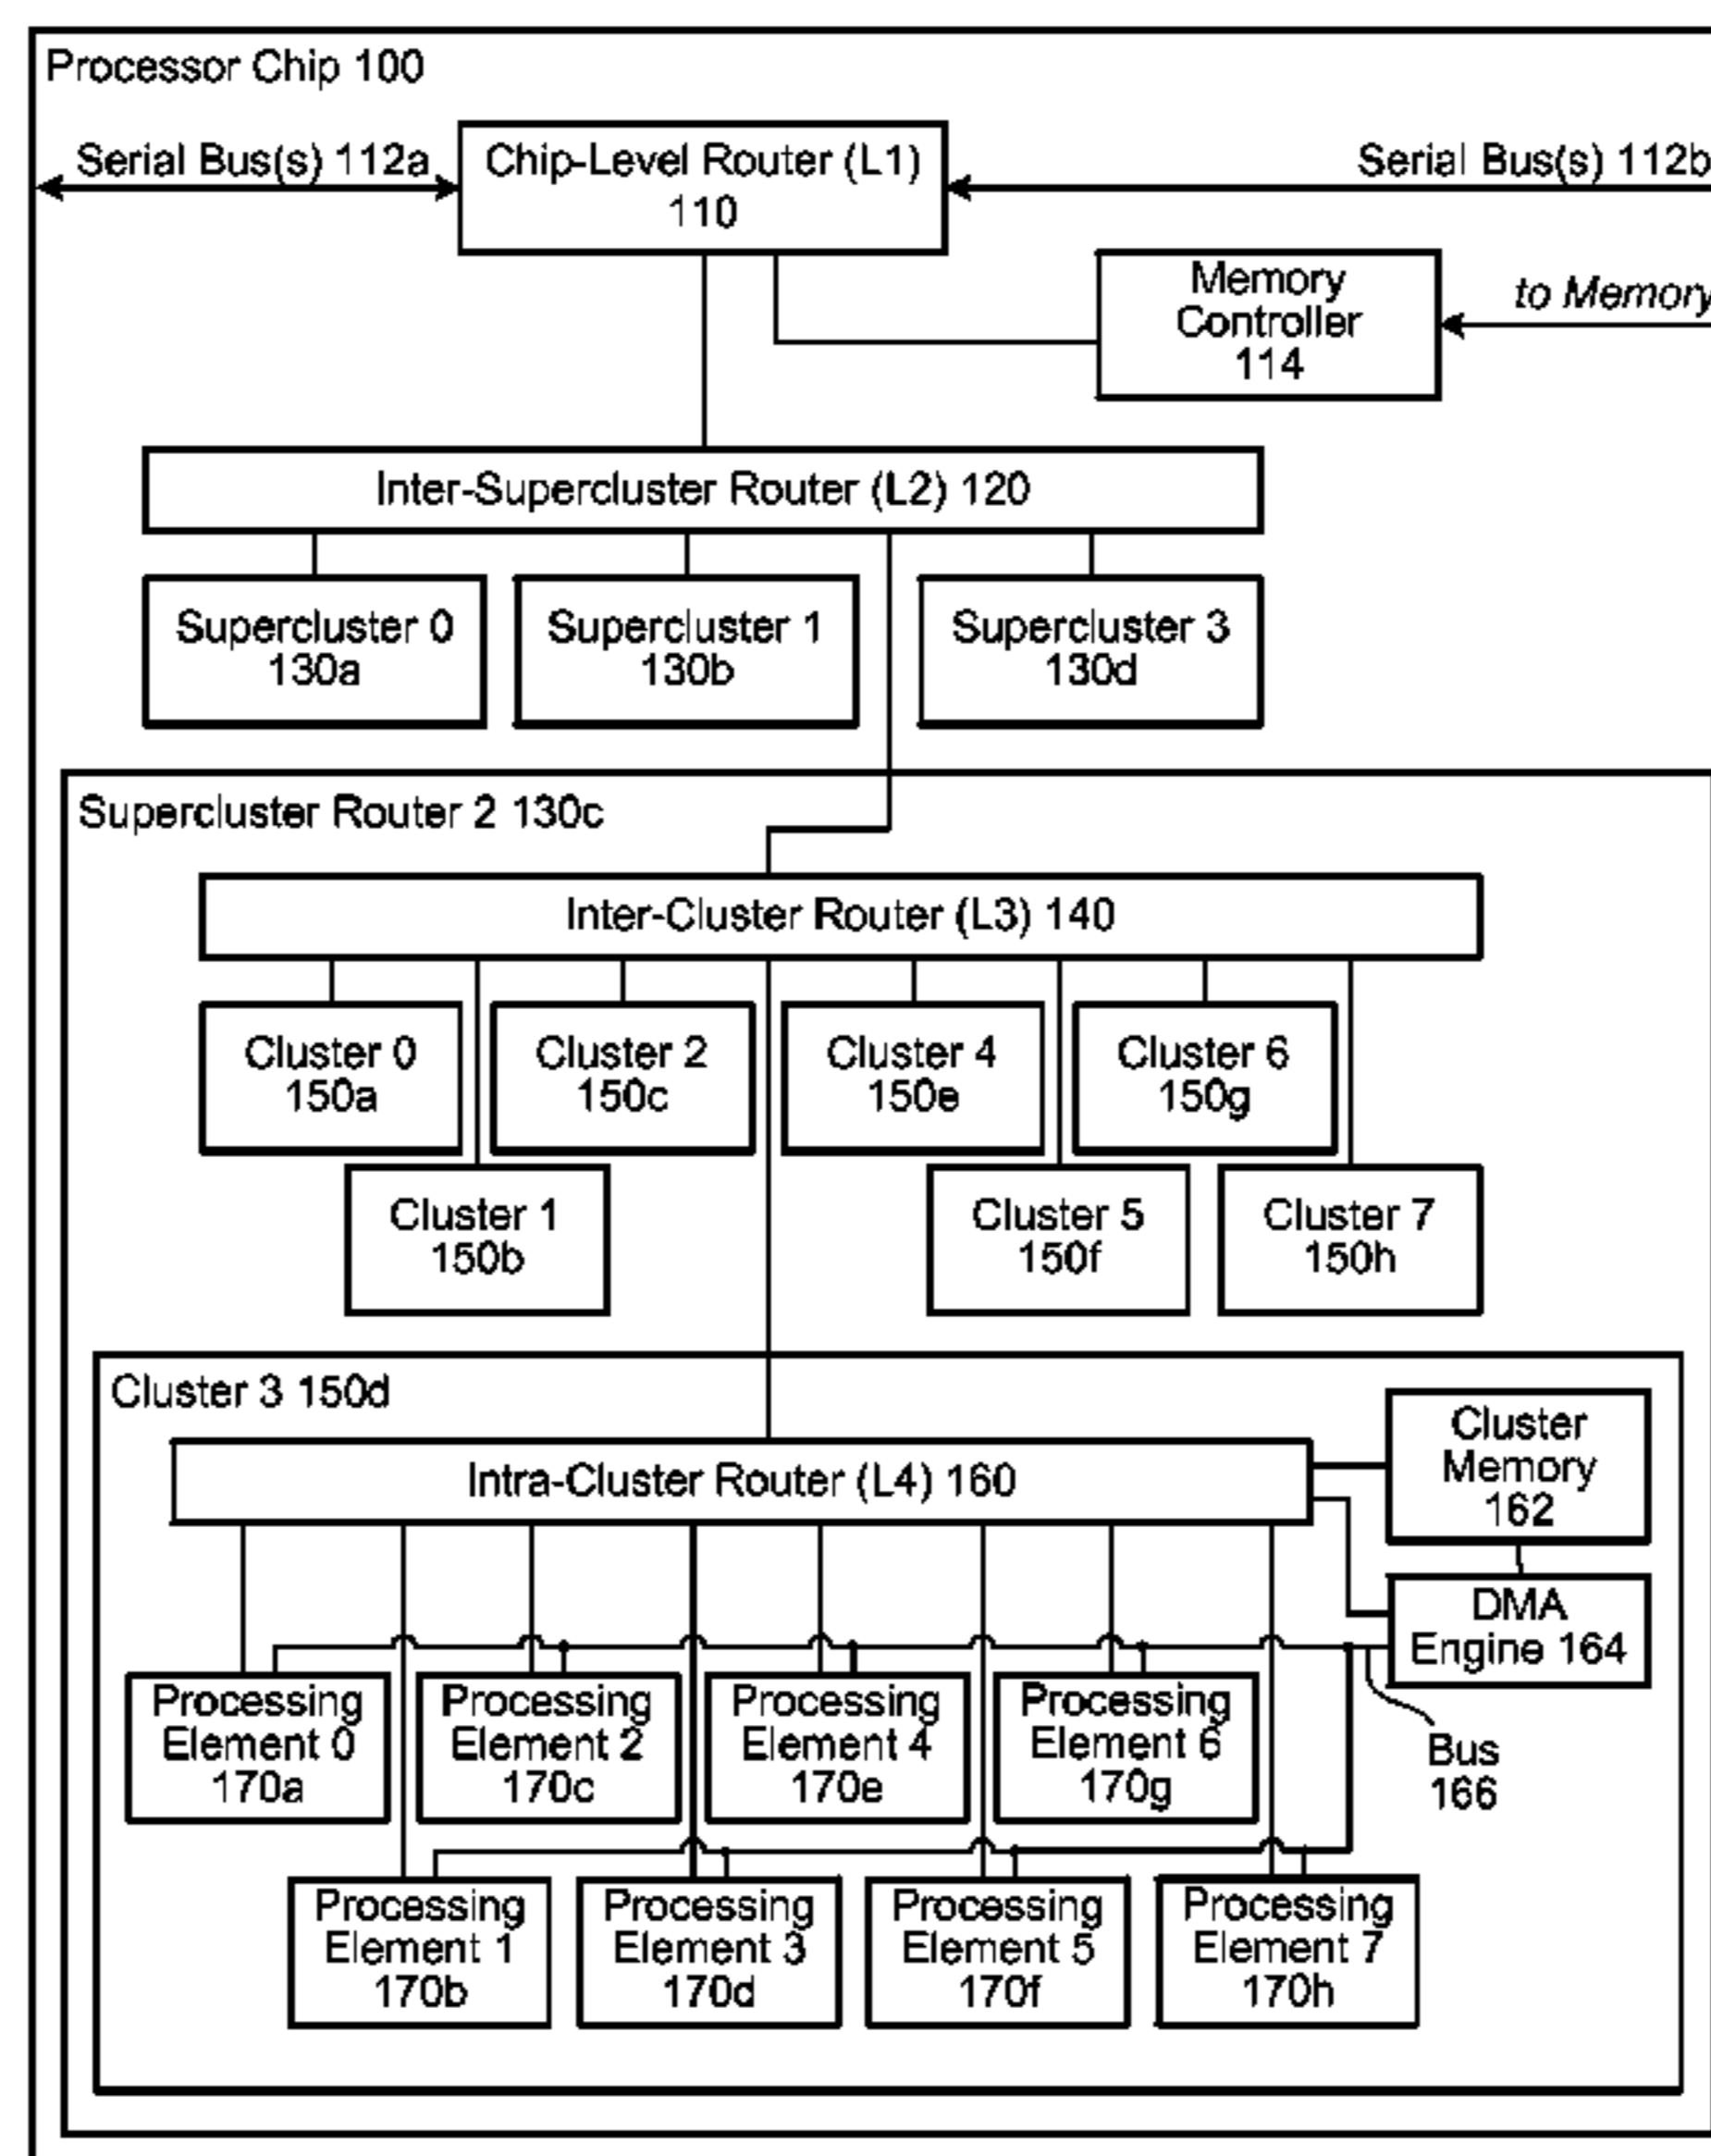 Processor Chip 100
Serial Bus(s) 112a
Chip-Level Router (L1)
110
Serial Bus(s) 112b
Memory
Controller
114
to Memory
Inter-Supercluster Router (L2) 120
Supercluster 0
130a
Supercluster 1
130b
Supercluster 3
130d
Supercluster Router 2 130c
Inter-Cluster Router (L3) 140
Cluster 0
150a
Cluster 2
150c
Cluster 4
150e
Cluster 6
150g
Cluster 1
150b
Cluster 5
150f
Cluster 7
150h
Cluster 3 150d
Intra-Cluster Router (L4) 160
Cluster
Memory
162
DMA
Engine 164
Processing
Element 0
170a
Processing
Element 2
170c
Processing
Element 4
170e
Processing
Element 6
170g
Bus
166
Processing
Element 1
170b
Processing
Element 3
170d
Processing
Element 5
170f
Processing
Element 7
170h